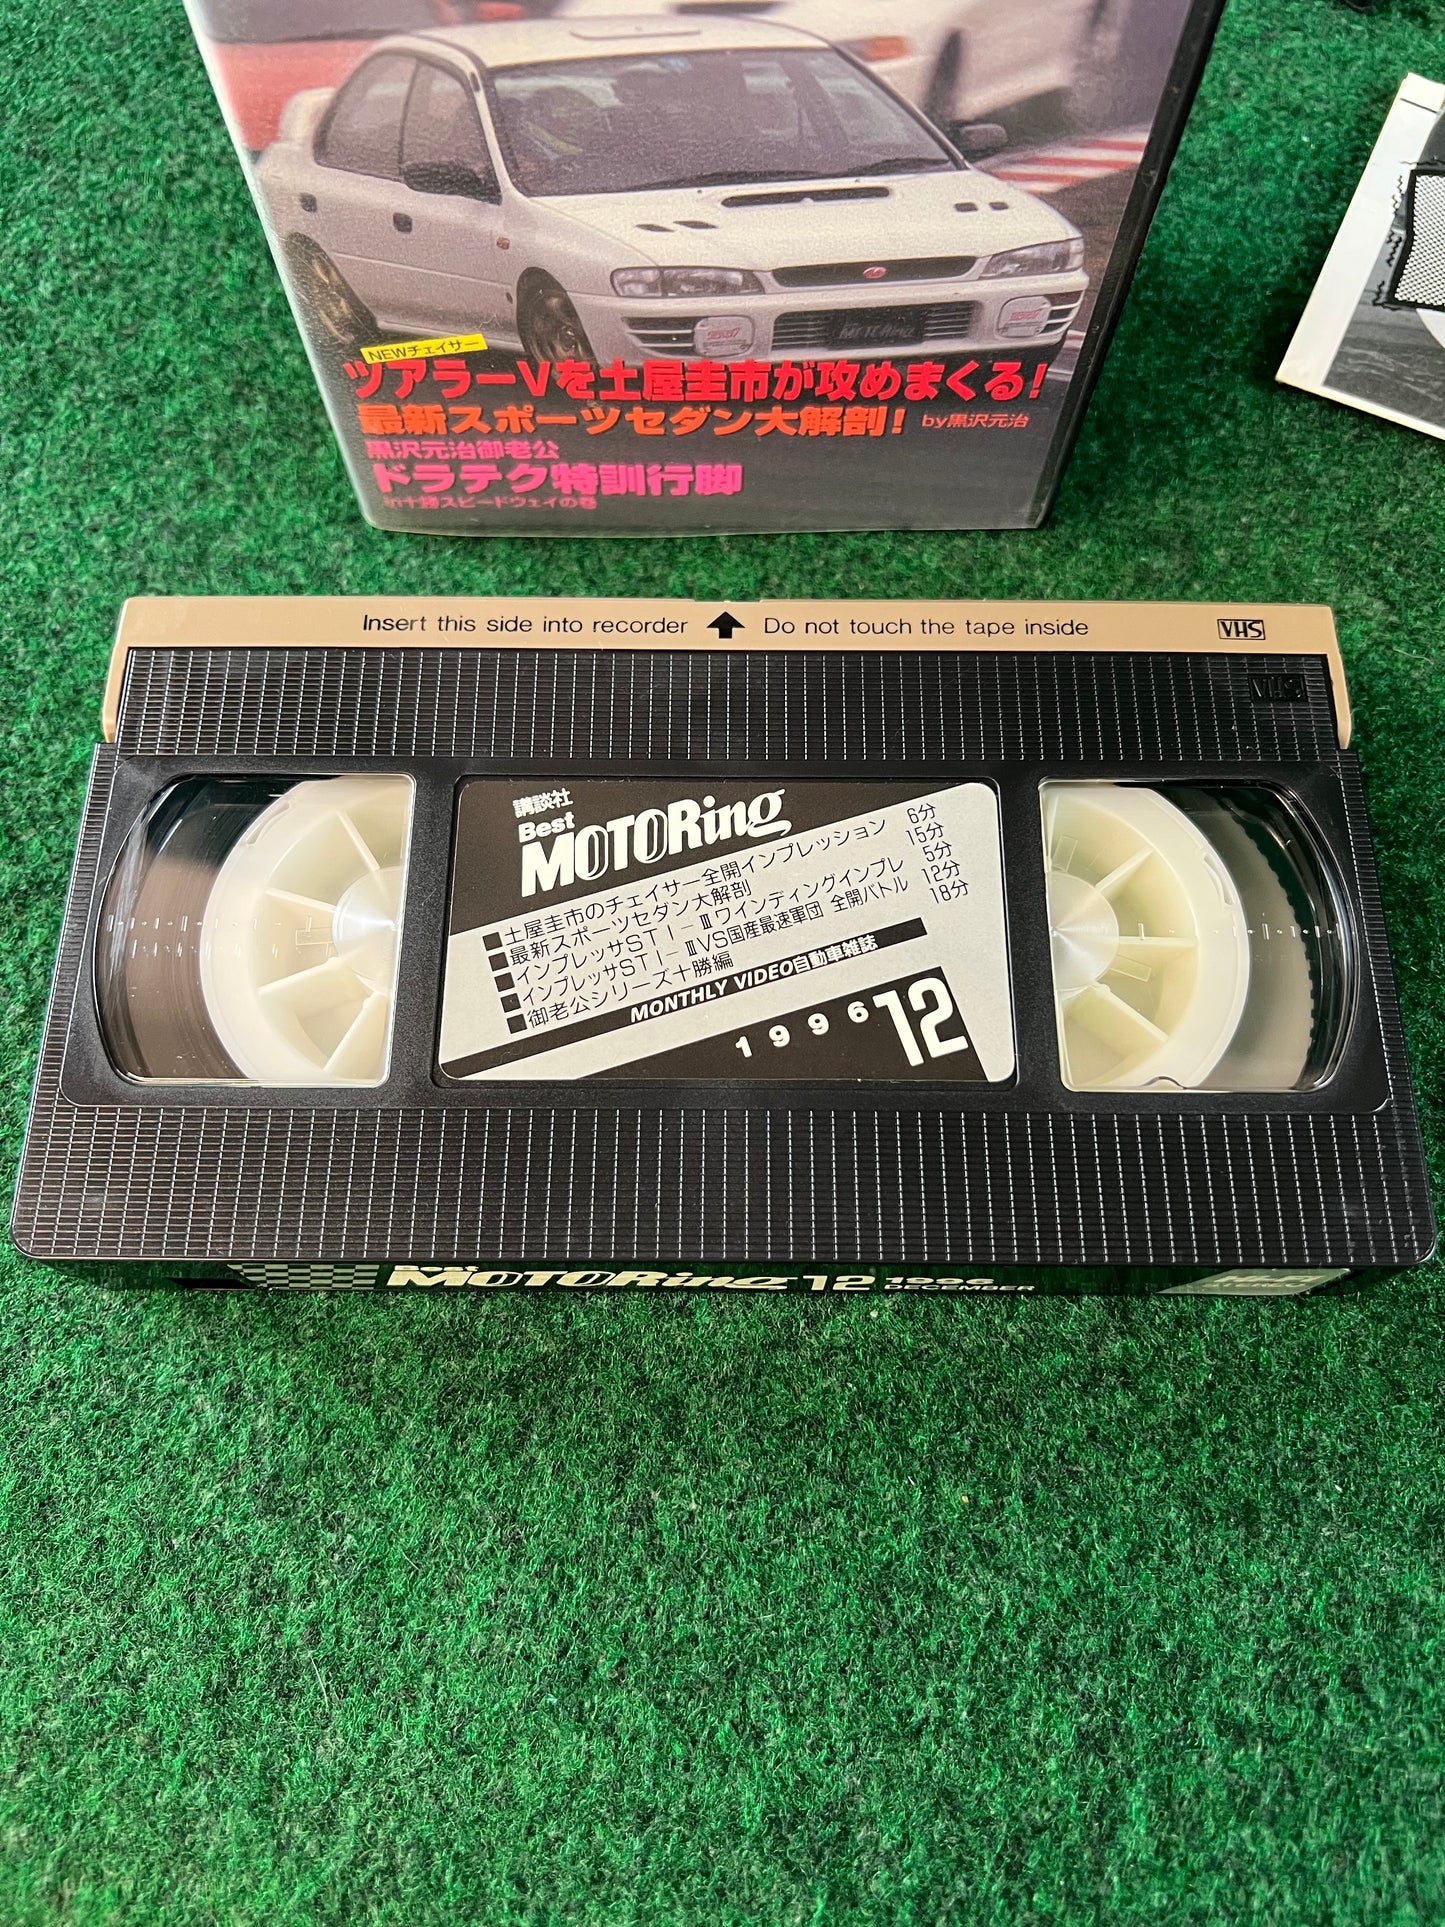 NEWチェイサー
ツアラーVを土屋圭市が攻めまくる!
最新スポーツセダン大解剖! by黒沢元治
黒沢元治御老公
ドラテク特訓行脚
in十勝スピードウェイの巻
Insert this side into recorder Do not touch the tape inside VHS
VHS
講談社
Best
MOTORing
■土屋圭市のチェイサー全開インプレッション 6分
■最新スポーツセダン大解剖 15分
■インプレッサSTI-Ⅲワインディングインプレ 5分
■インプレッサSTI-ⅢVS国産最速軍団 全開バトル 12分
■御老公シリーズ十勝編 18分
MONTHLY VIDEO自動車雑誌
1996 12
Best MOTORing 12 1996 DECEMBER